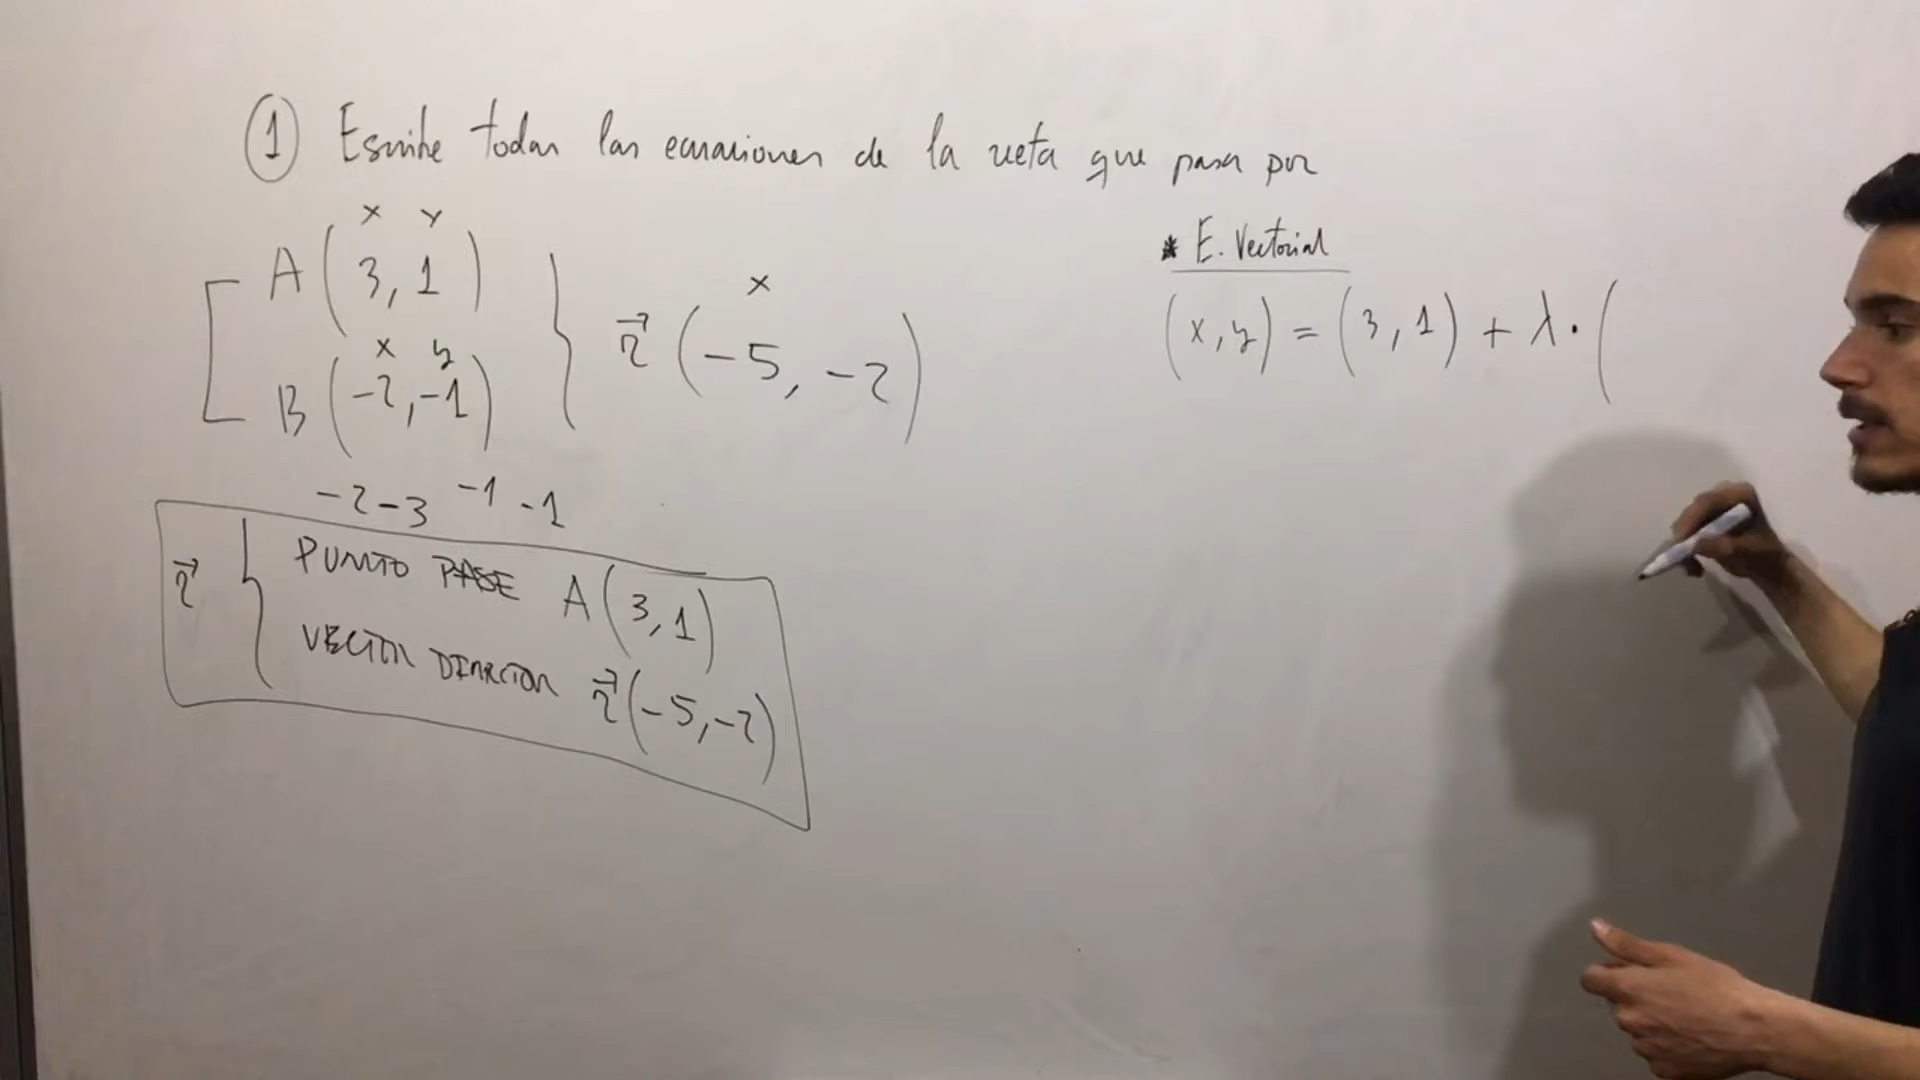 ① Escribe todas las ecuaciones de la recta que pasa por
x y
A (3, 1)
x y
B (-2, -1)
x
r⃗ (-5, -2)
-2-3 -1-1
r⃗ { PUNTO PASE A (3, 1)
VECTOR DIRECTOR r⃗ (-5, -2)
* E. Vectorial
(x, y) = (3, 1) + λ · (